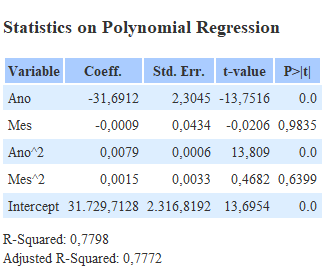 Statistics on Polynomial Regression
Variable Coeff. Std. Err. t-value P>|t|
Ano -31,6912 2,3045 -13,7516 0.0
Mes -0,0009 0,0434 -0,0206 0,9835
Ano^2 0,0079 0,0006 13,809 0.0
Mes^2 0,0015 0,0033 0,4682 0,6399
Intercept 31.729,7128 2.316,8192 13,6954 0.0
R-Squared: 0,7798
Adjusted R-Squared: 0,7772